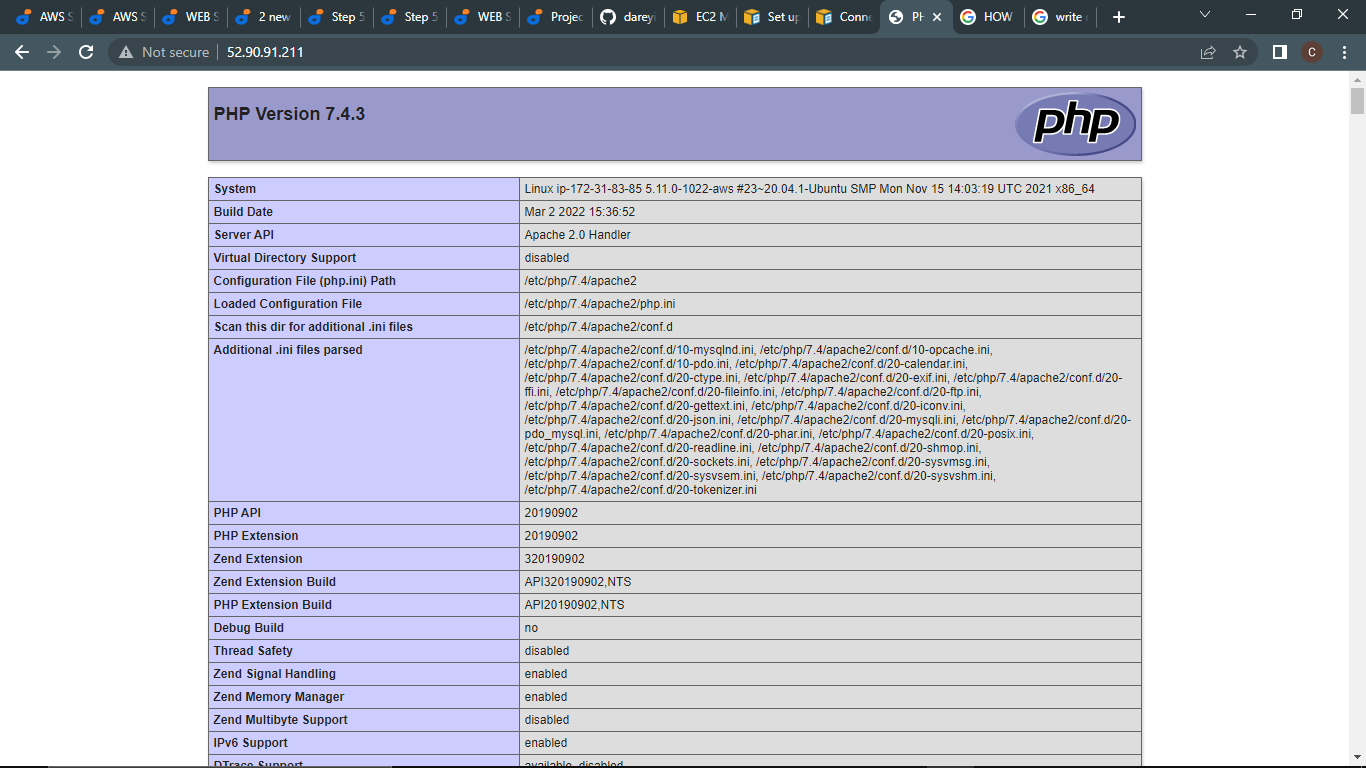 AWS S
AWS S
WEB S
2 new
Step 5
Step 5
WEB S
Projec
darey
EC2 M
Set up
Conne
PH
HOW
write
Not secure
52.90.91.211
C
PHP Version 7.4.3
php
System Linux ip-172-31-83-85 5.11.0-1022-aws #23~20.04.1-Ubuntu SMP Mon Nov 15 14:03:19 UTC 2021 x86_64
Build Date Mar 2 2022 15:36:52
Server API Apache 2.0 Handler
Virtual Directory Support disabled
Configuration File (php.ini) Path /etc/php/7.4/apache2
Loaded Configuration File /etc/php/7.4/apache2/php.ini
Scan this dir for additional .ini files /etc/php/7.4/apache2/conf.d
Additional .ini files parsed /etc/php/7.4/apache2/conf.d/10-mysqlnd.ini, /etc/php/7.4/apache2/conf.d/10-opcache.ini,
/etc/php/7.4/apache2/conf.d/10-pdo.ini, /etc/php/7.4/apache2/conf.d/20-calendar.ini,
/etc/php/7.4/apache2/conf.d/20-ctype.ini, /etc/php/7.4/apache2/conf.d/20-exif.ini, /etc/php/7.4/apache2/conf.d/20-
ffi.ini, /etc/php/7.4/apache2/conf.d/20-fileinfo.ini, /etc/php/7.4/apache2/conf.d/20-ftp.ini,
/etc/php/7.4/apache2/conf.d/20-gettext.ini, /etc/php/7.4/apache2/conf.d/20-iconv.ini,
/etc/php/7.4/apache2/conf.d/20-json.ini, /etc/php/7.4/apache2/conf.d/20-mysqli.ini, /etc/php/7.4/apache2/conf.d/20-
pdo_mysql.ini, /etc/php/7.4/apache2/conf.d/20-phar.ini, /etc/php/7.4/apache2/conf.d/20-posix.ini,
/etc/php/7.4/apache2/conf.d/20-readline.ini, /etc/php/7.4/apache2/conf.d/20-shmop.ini,
/etc/php/7.4/apache2/conf.d/20-sockets.ini, /etc/php/7.4/apache2/conf.d/20-sysvmsg.ini,
/etc/php/7.4/apache2/conf.d/20-sysvsem.ini, /etc/php/7.4/apache2/conf.d/20-sysvshm.ini,
/etc/php/7.4/apache2/conf.d/20-tokenizer.ini
PHP API 20190902
PHP Extension 20190902
Zend Extension 320190902
Zend Extension Build API320190902,NTS
PHP Extension Build API20190902,NTS
Debug Build no
Thread Safety disabled
Zend Signal Handling enabled
Zend Memory Manager enabled
Zend Multibyte Support disabled
IPv6 Support enabled
DTrace Support available, disabled